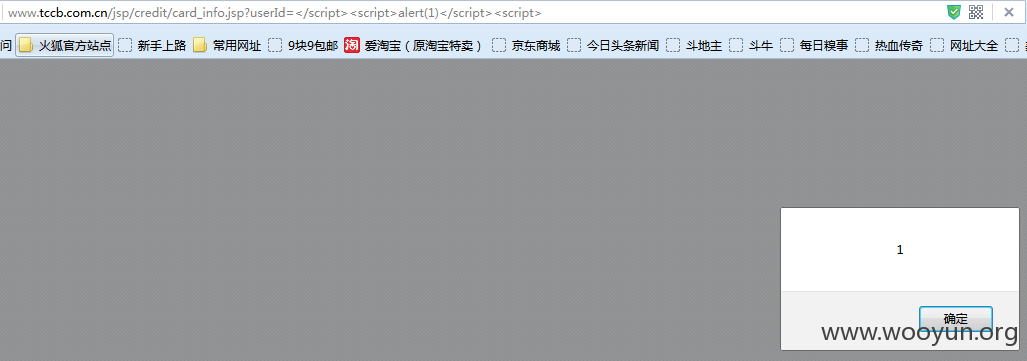 www.tccb.com.cn/jsp/credit/card_info.jsp?userId=</script><script>alert(1)</script><script>
问 火狐官方站点 新手上路 常用网址 9块9包邮 淘 爱淘宝（原淘宝特卖） 京东商城 今日头条新闻 斗地主 斗牛 每日糗事 热血传奇 网址大全
1
确定
www.wooyun.org